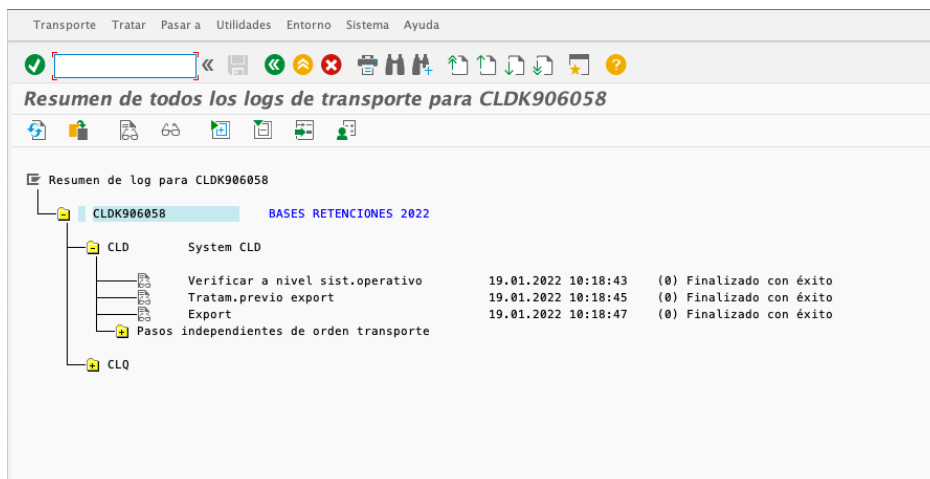 Transporte Tratar Pasar a Utilidades Entorno Sistema Ayuda
Resumen de todos los logs de transporte para CLDK906058
Resumen de log para CLDK906058
CLDK906058 BASES RETENCIONES 2022
CLD System CLD
Verificar a nivel sist.operativo 19.01.2022 10:18:43 (0) Finalizado con éxito
Tratam.previo export 19.01.2022 10:18:45 (0) Finalizado con éxito
Export 19.01.2022 10:18:47 (0) Finalizado con éxito
Pasos independientes de orden transporte
CLQ